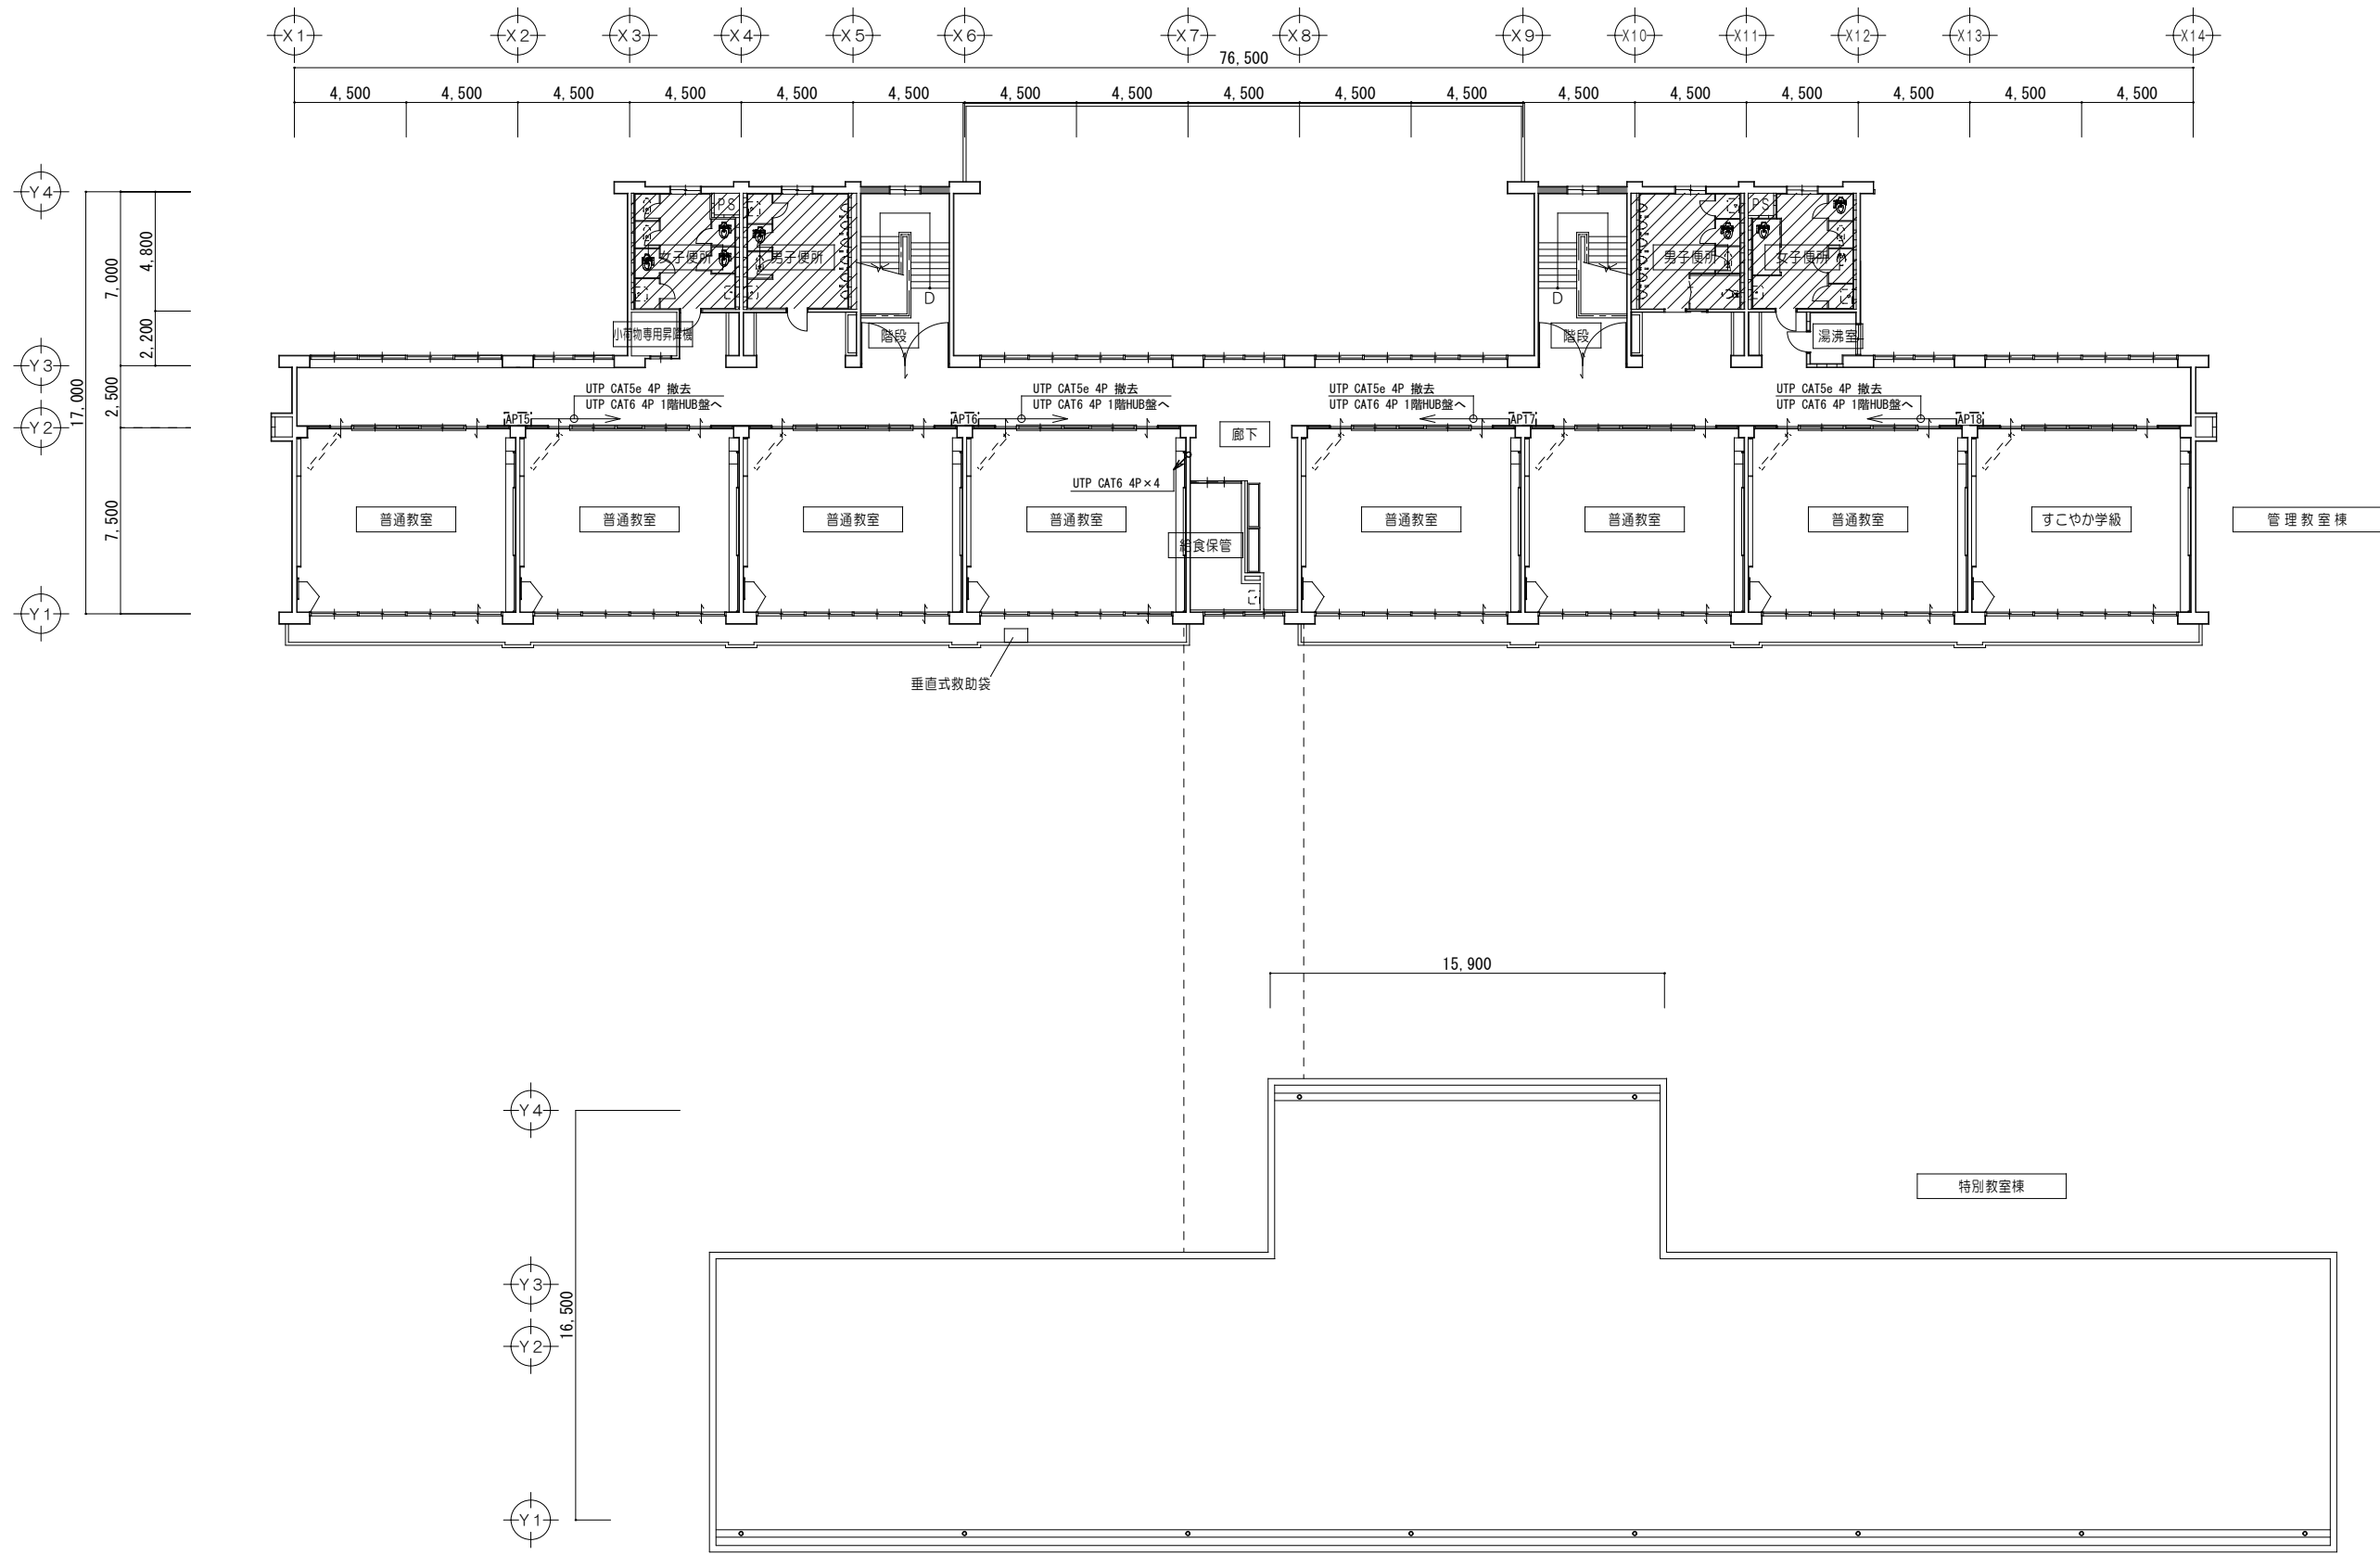 X1 X2 X3 X4 X5 X6 X7 X8 X9 X10 X11 X12 X13 X14
76,500
4,500 4,500 4,500 4,500 4,500 4,500 4,500 4,500 4,500 4,500 4,500 4,500 4,500 4,500 4,500 4,500 4,500
Y4
PS
PS
4,800
7,000
女子便所
男子便所
男子便所
女子便所
D
D
2,200
小荷物専用昇降機
階段
階段
湯沸室
Y3
17,000
2,500
UTP CAT5e 4P 撤去
UTP CAT6 4P 1階HUB盤へ
UTP CAT5e 4P 撤去
UTP CAT6 4P 1階HUB盤へ
UTP CAT5e 4P 撤去
UTP CAT6 4P 1階HUB盤へ
UTP CAT5e 4P 撤去
UTP CAT6 4P 1階HUB盤へ
Y2
AP15
AP16
AP17
AP18
廊下
UTP CAT6 4P×4
7,500
普通教室
普通教室
普通教室
普通教室
普通教室
普通教室
普通教室
すこやか学級
管理教室棟
給食保管
Y1
垂直式救助袋
15,900
Y4
特別教室棟
Y3
16,500
Y2
Y1